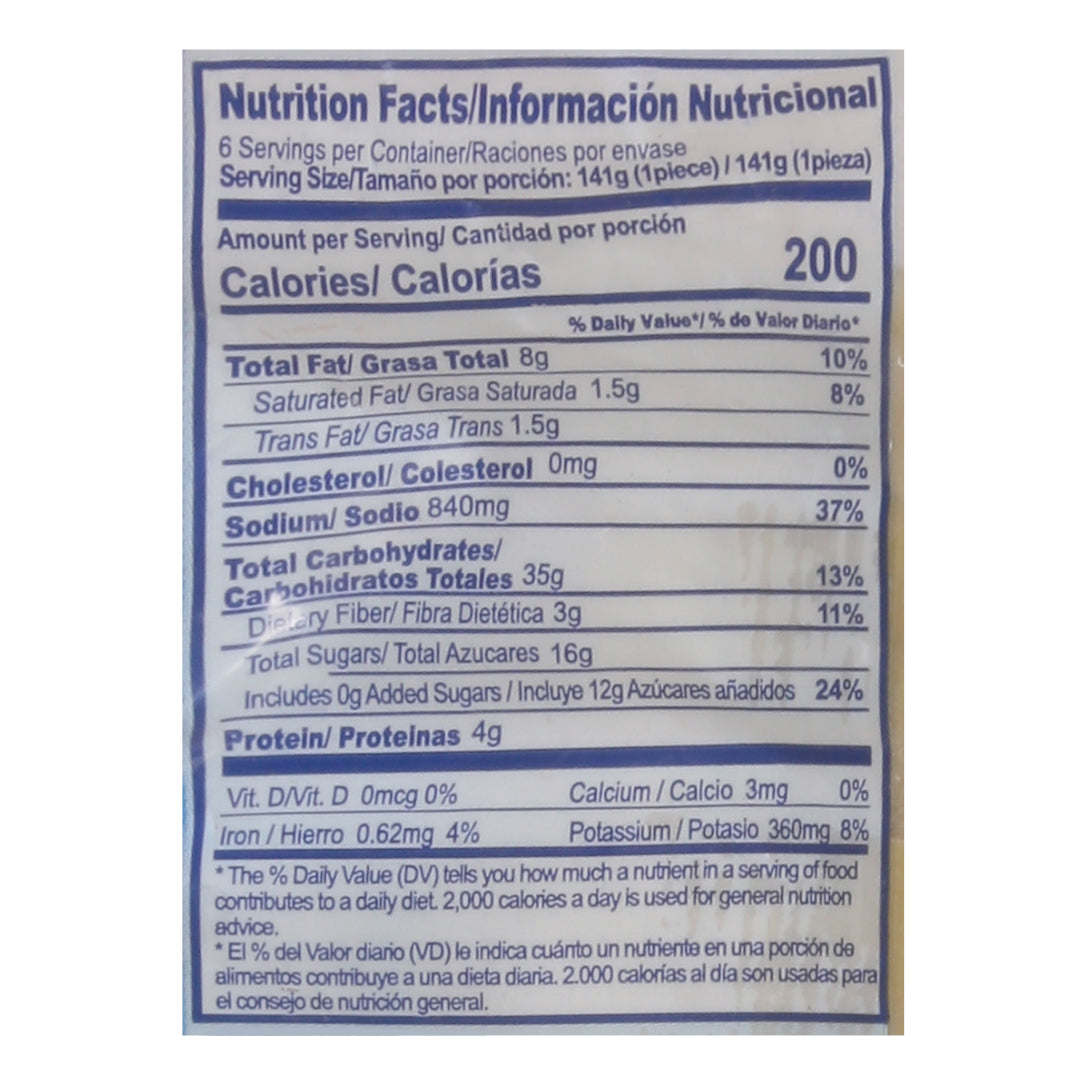 Nutrition Facts/Información Nutricional
6 Servings per Container/Raciones por envase
Serving Size/Tamaño por porción: 141g (1piece) / 141g (1pieza)
Amount per Serving/ Cantidad por porción
Calories/ Calorías 200
% Daily Value*/ % de Valor Diario*
Total Fat/ Grasa Total 8g 10%
Saturated Fat/ Grasa Saturada 1.5g 8%
Trans Fat/ Grasa Trans 1.5g
Cholesterol/ Colesterol 0mg 0%
Sodium/ Sodio 840mg 37%
Total Carbohydrates/
Carbohidratos Totales 35g 13%
Dietary Fiber/ Fibra Dietética 3g 11%
Total Sugars/ Total Azucares 16g
Includes 0g Added Sugars / Incluye 12g Azúcares añadidos 24%
Protein/ Proteinas 4g
Vit. D/Vit. D 0mcg 0% Calcium / Calcio 3mg 0%
Iron / Hierro 0.62mg 4% Potassium / Potasio 360mg 8%
* The % Daily Value (DV) tells you how much a nutrient in a serving of food
contributes to a daily diet. 2,000 calories a day is used for general nutrition
advice.
* El % del Valor diario (VD) le indica cuánto un nutriente en una porción de
alimentos contribuye a una dieta diaria. 2.000 calorías al día son usadas para
el consejo de nutrición general.